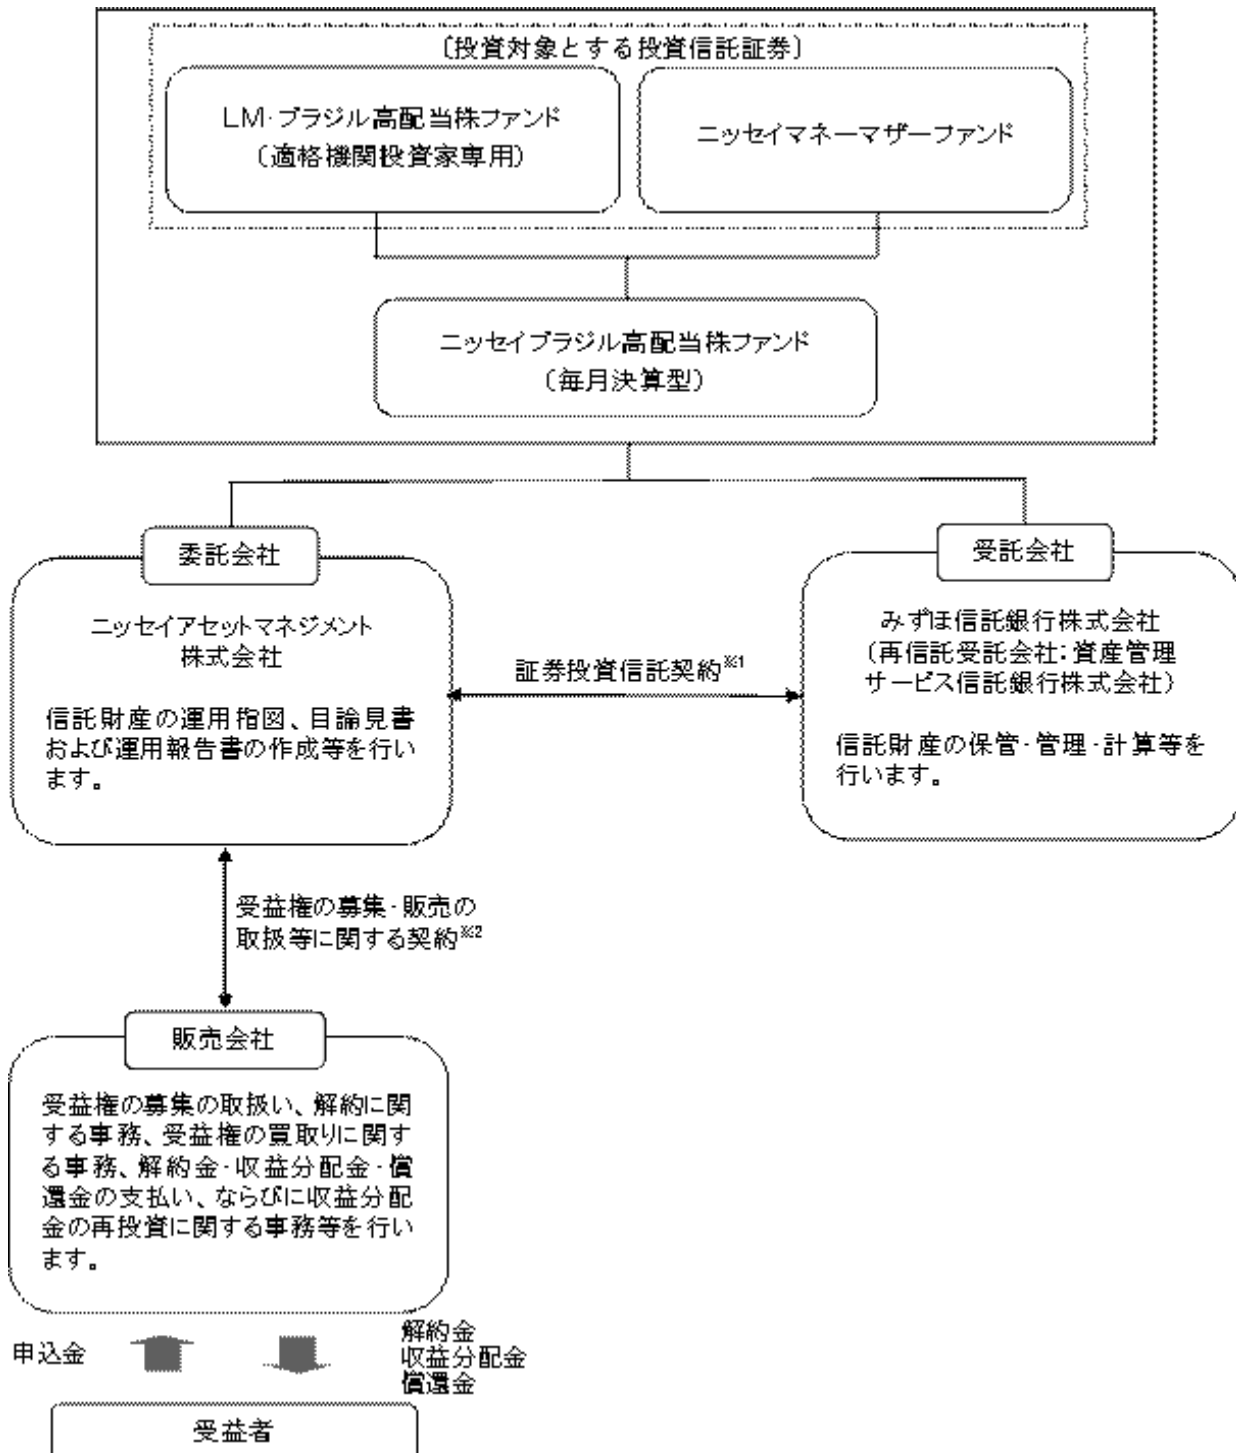 〔投資対象とする投資信託証券〕
LM・ブラジル高配当株ファンド
（適格機関投資家専用）
ニッセイマネーマザーファンド
ニッセイブラジル高配当株ファンド
（毎月決算型）
委託会社
ニッセイアセットマネジメント
株式会社
信託財産の運用指図、目論見書
および運用報告書の作成等を行い
ます。
証券投資信託契約※1
受託会社
みずほ信託銀行株式会社
（再信託受託会社：資産管理
サービス信託銀行株式会社）
信託財産の保管・管理・計算等を
行います。
受益権の募集・販売の
取扱等に関する契約※2
販売会社
受益権の募集の取扱い、解約に関
する事務、受益権の買取りに関す
る事務、解約金・収益分配金・償
還金の支払い、ならびに収益分配
金の再投資に関する事務等を行い
ます。
申込金
解約金
収益分配金
償還金
受益者